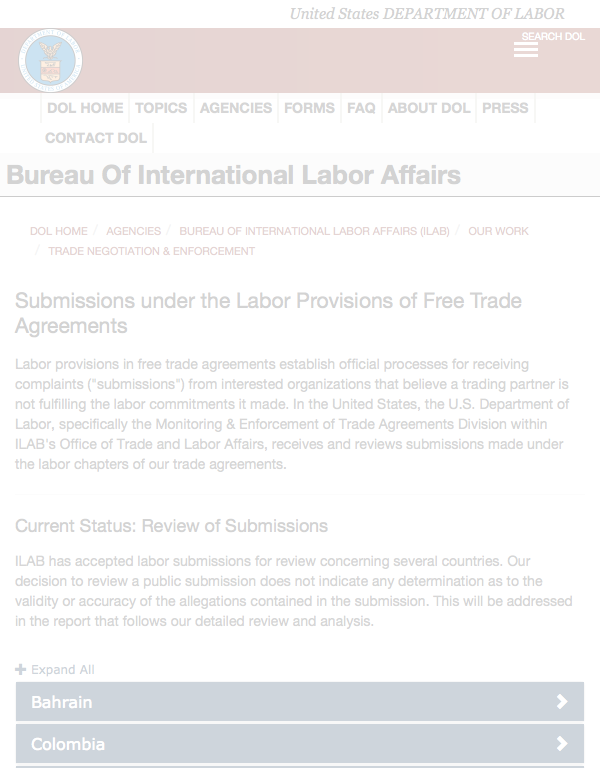 United States DEPARTMENT OF LABOR
SEARCH DOL
DOL HOME TOPICS AGENCIES FORMS FAQ ABOUT DOL PRESS
CONTACT DOL
Bureau Of International Labor Affairs
DOL HOME / AGENCIES / BUREAU OF INTERNATIONAL LABOR AFFAIRS (ILAB) / OUR WORK
/ TRADE NEGOTIATION & ENFORCEMENT
Submissions under the Labor Provisions of Free Trade
Agreements
Labor provisions in free trade agreements establish official processes for receiving
complaints ("submissions") from interested organizations that believe a trading partner is
not fulfilling the labor commitments it made. In the United States, the U.S. Department of
Labor, specifically the Monitoring & Enforcement of Trade Agreements Division within
ILAB's Office of Trade and Labor Affairs, receives and reviews submissions made under
the labor chapters of our trade agreements.
Current Status: Review of Submissions
ILAB has accepted labor submissions for review concerning several countries. Our
decision to review a public submission does not indicate any determination as to the
validity or accuracy of the allegations contained in the submission. This will be addressed
in the report that follows our detailed review and analysis.
Expand All
Bahrain
Colombia